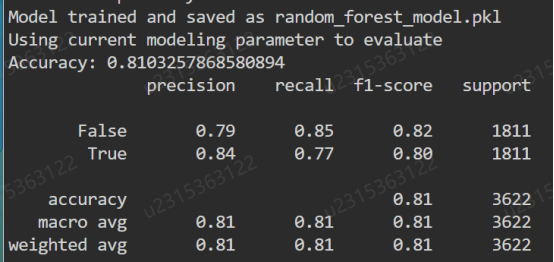 Model trained and saved as random_forest_model.pkl
Using current modeling parameter to evaluate
Accuracy: 0.8103257868580894
precision recall f1-score support
False 0.79 0.85 0.82 1811
True 0.84 0.77 0.80 1811
accuracy 0.81 3622
macro avg 0.81 0.81 0.81 3622
weighted avg 0.81 0.81 0.81 3622
u2315363122